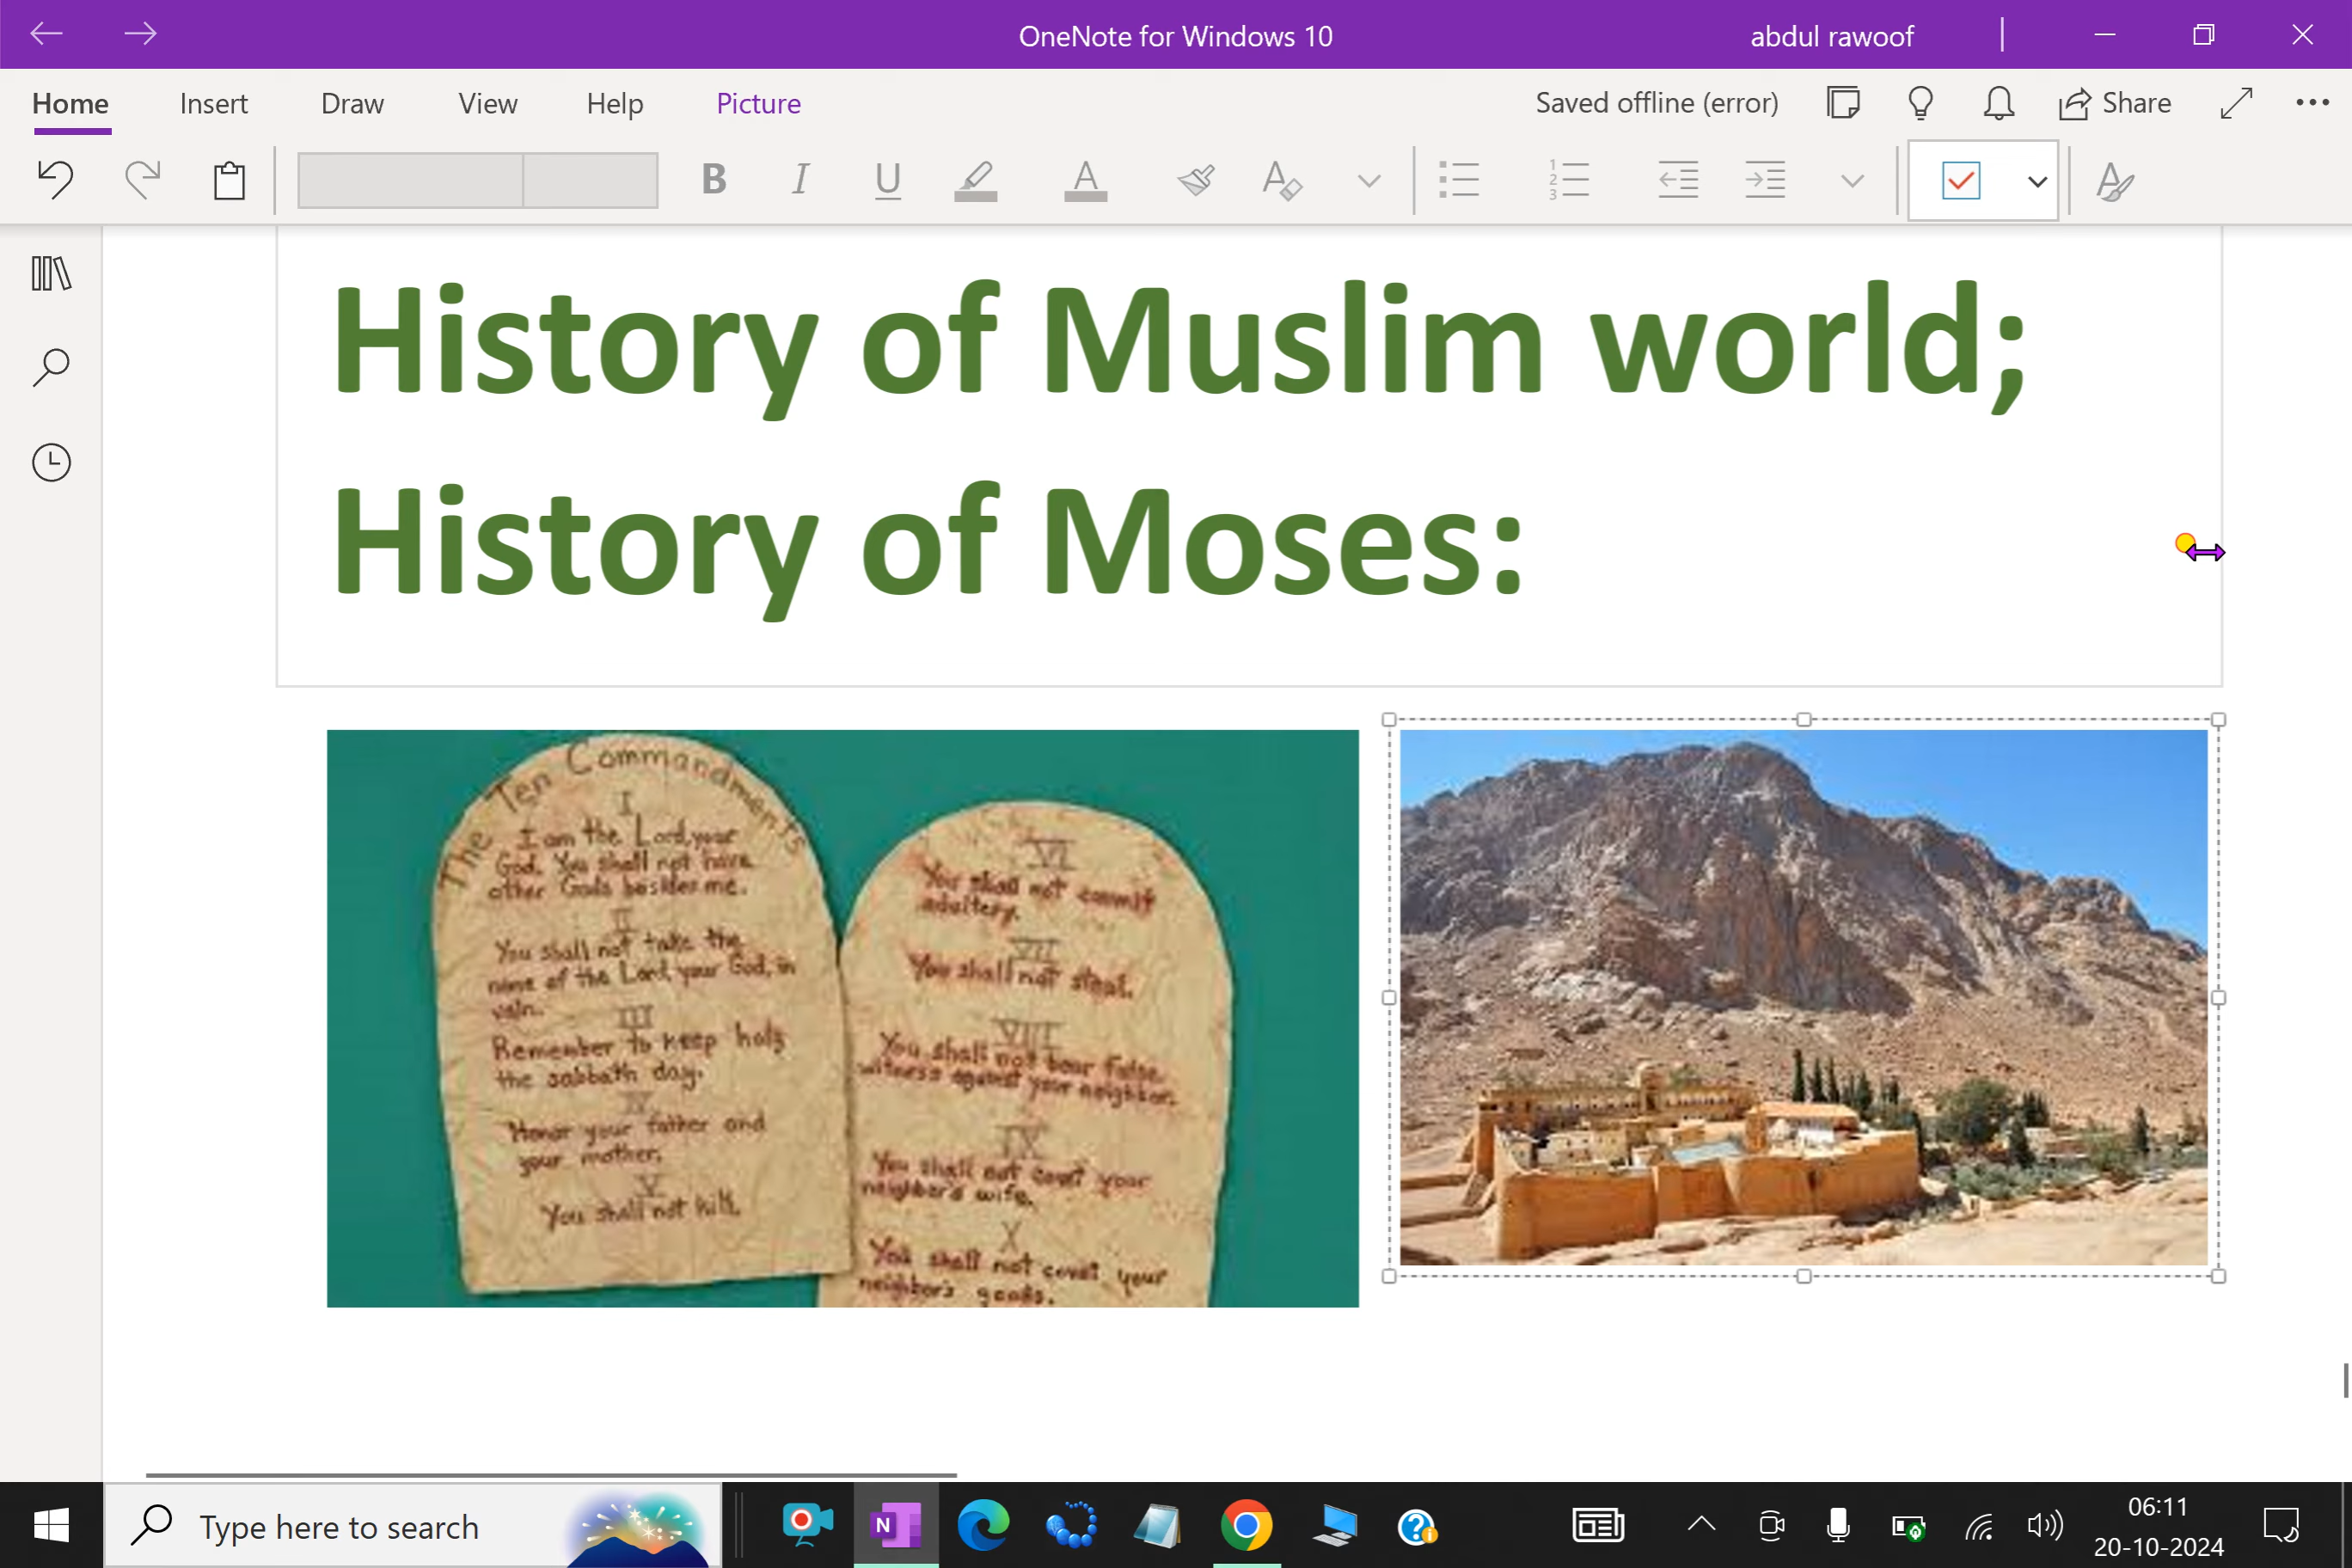 OneNote for Windows 10
abdul rawoof
Home Insert Draw View Help Picture
Saved offline (error)
Share
B I U A A
History of Muslim world;
History of Moses:
The Ten Commandments
I
I am the Lord, your
God. You shall not have
other Gods besides me.
II
You shall not take the
name of the Lord, your God, in
vain.
III
Remember to keep holy
the sabbath day.
IV
Honor your father and
your mother.
V
You shall not kill.
VI
You shall not commit
adultery.
VII
You shall not steal.
VIII
You shall not bear false
witness against your neighbor.
IX
You shall not covet your
neighbor's wife.
X
You shall not covet your
neighbor's goods.
Type here to search
N
06:11
20-10-2024